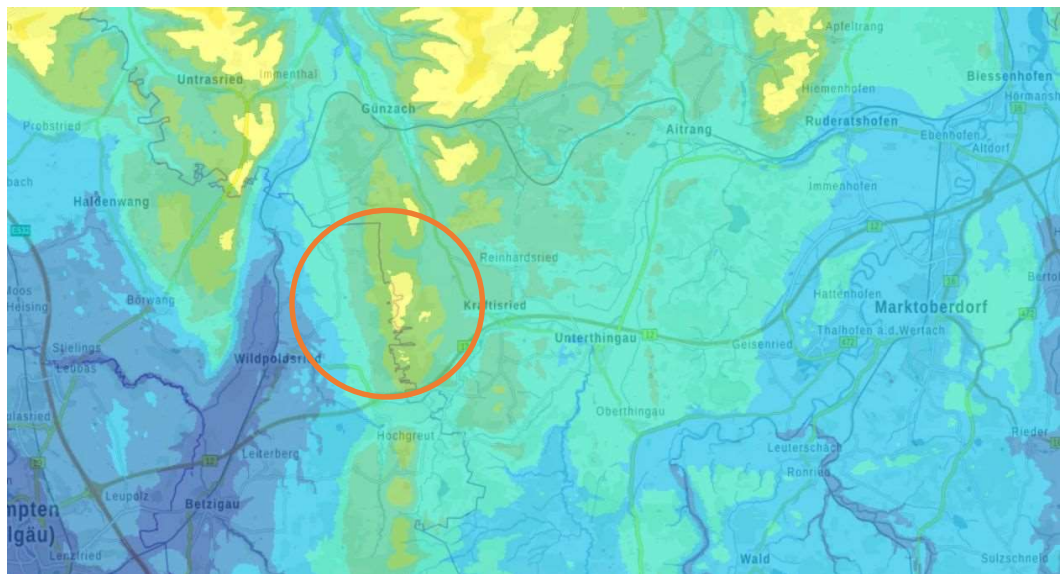 Apfeltrang
Untrasried
Immenthal
Biessenhofen
Hiemenhofen
Günzach
Ruderatshofen
Probstried
Aitrang
Ebenhofen
Altdorf
Immenhofen
Haldenwang
E532
Reinhardsried
Moos
Heising
Börwang
Kraftisried
Hattenhofen
Marktoberdorf
Unterthingau
Thalhofen a.d.Wertach
Geisenried
Stielings
Leubas
Wildpoldsried
Oberthingau
Hochgreut
Rieder
Leuterschach
Leiterberg
Ronried
Leupolz
Betzigau
mpten
lgäu)
Lenzfried
Wald
Sulzschneid